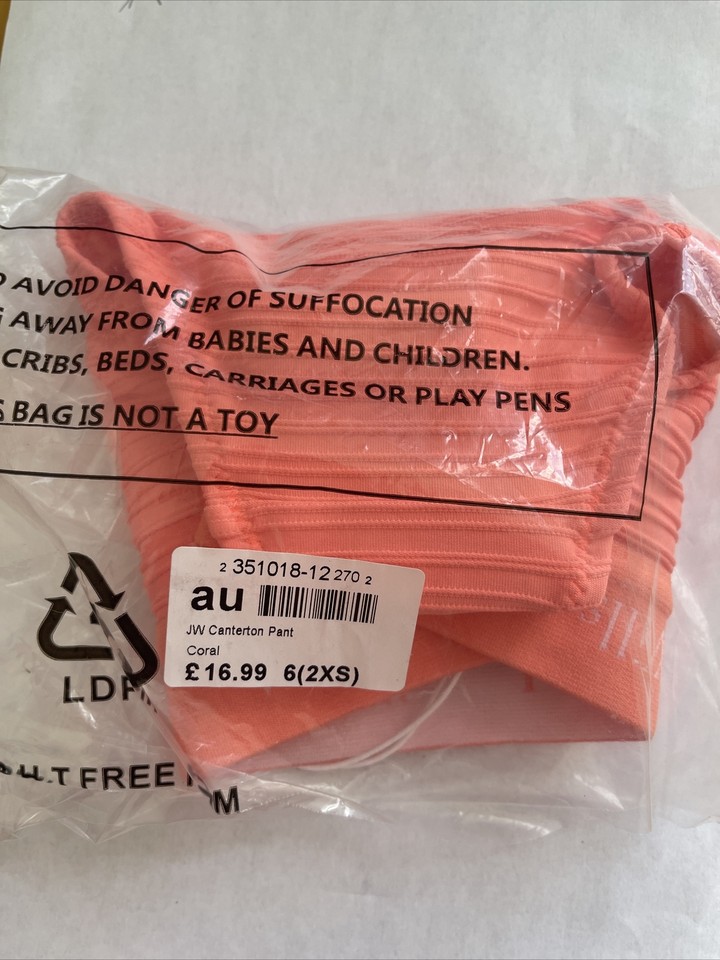 AVOID DANGER OF SUFFOCATION
AWAY FROM BABIES AND CHILDREN.
CRIBS, BEDS, CARRIAGES OR PLAY PENS
BAG IS NOT A TOY
2 351018-12 270 2
au
JW Canterton Pant
Coral
£16.99 6(2XS)
FREE